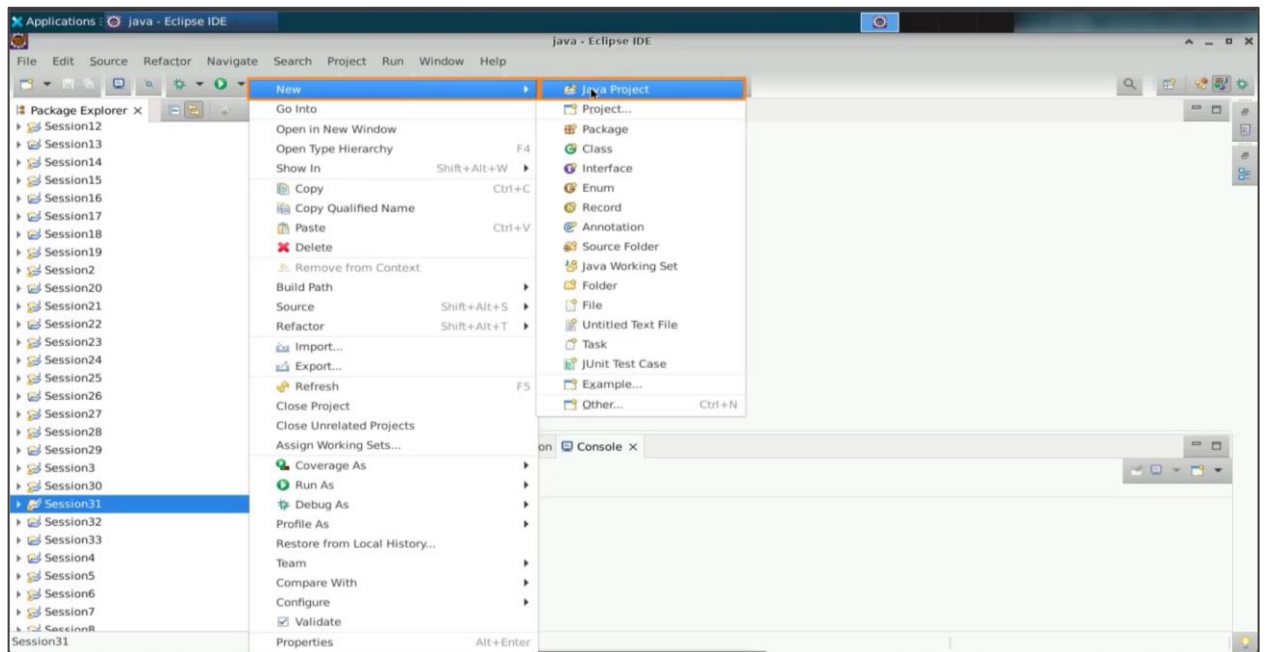 Applications : java - Eclipse IDE
java - Eclipse IDE
File Edit Source Refactor Navigate Search Project Run Window Help
Package Explorer
Session12
Session13
Session14
Session15
Session16
Session17
Session18
Session19
Session2
Session20
Session21
Session22
Session23
Session24
Session25
Session26
Session27
Session28
Session29
Session3
Session30
Session31
Session32
Session33
Session4
Session5
Session6
Session7
Session8
Session31
New
Go Into
Open in New Window
Open Type Hierarchy F4
Show In Shift+Alt+W
Copy Ctrl+C
Copy Qualified Name
Paste Ctrl+V
Delete
Remove from Context
Build Path
Source Shift+Alt+S
Refactor Shift+Alt+T
Import...
Export...
Refresh F5
Close Project
Close Unrelated Projects
Assign Working Sets...
Coverage As
Run As
Debug As
Profile As
Restore from Local History...
Team
Compare With
Configure
Validate
Properties Alt+Enter
Java Project
Project...
Package
Class
Interface
Enum
Record
Annotation
Source Folder
Java Working Set
Folder
File
Untitled Text File
Task
JUnit Test Case
Example...
Other... Ctrl+N
on Console